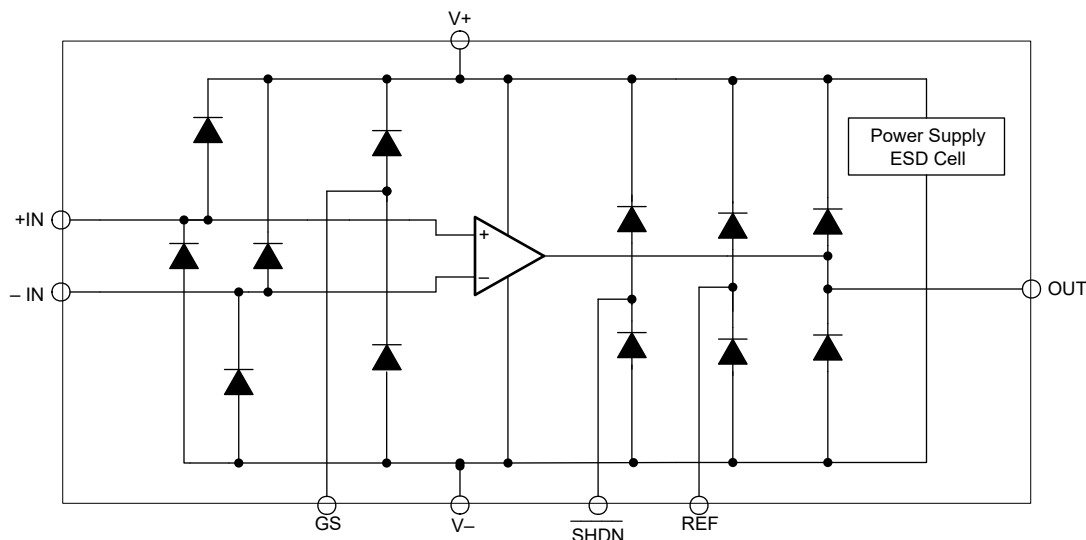 V+
Power Supply
ESD Cell
+IN
+
– IN
–
OUT
GS
V–
SHDN
REF